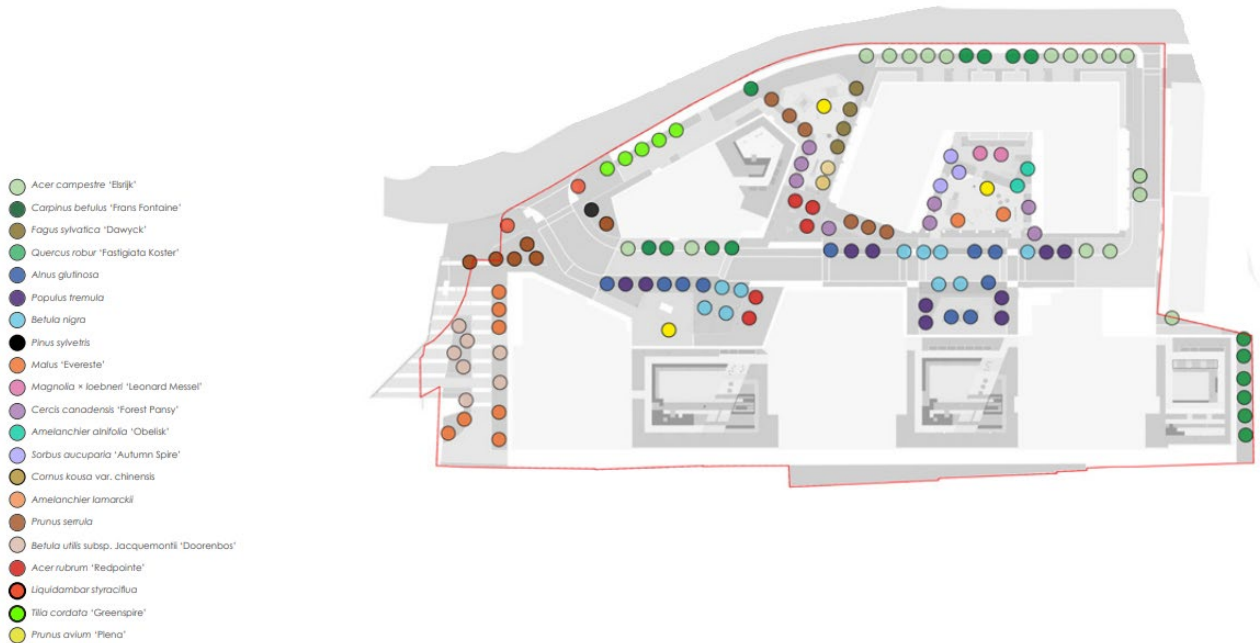 Acer campestre 'Elsrijk'
Carpinus betulus 'Frans Fontaine'
Fagus sylvatica 'Dawyck'
Quercus robur 'Fastigiata Koster'
Alnus glutinosa
Populus tremula
Betula nigra
Pinus sylvetris
Malus 'Evereste'
Magnolia × loebneri 'Leonard Messel'
Cercis canadensis 'Forest Pansy'
Amelanchier alnifolia 'Obelisk'
Sorbus aucuparia 'Autumn Spire'
Cornus kousa var. chinensis
Amelanchier lamarckii
Prunus serrula
Betula utilis subsp. Jacquemontii 'Doorenbos'
Acer rubrum 'Redpointe'
Liquidambar styraciflua
Tilia cordata 'Greenspire'
Prunus avium 'Plena'